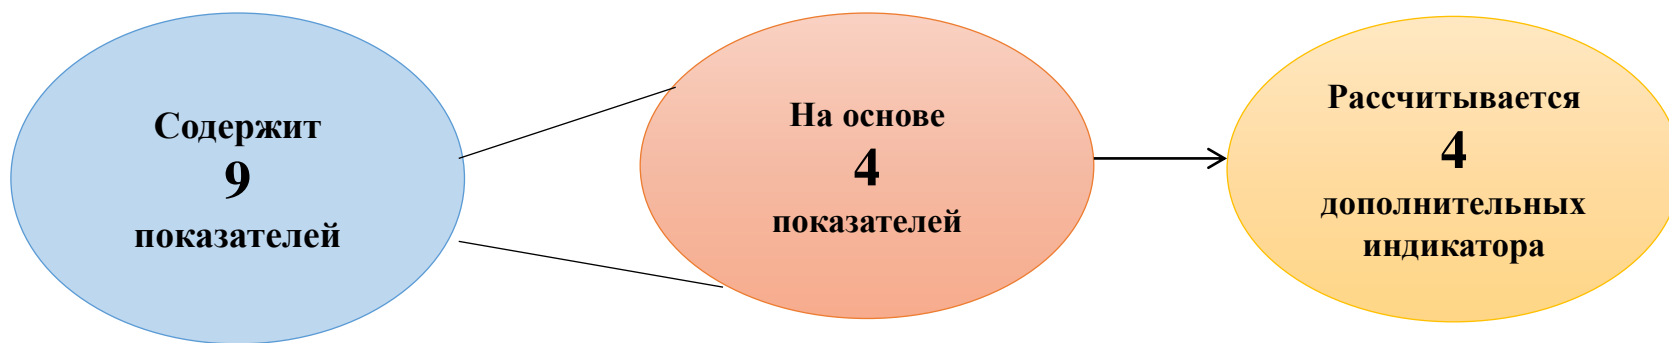 Содержит
9
показателей
На основе
4
показателей
Рассчитывается
4
дополнительных
индикатора